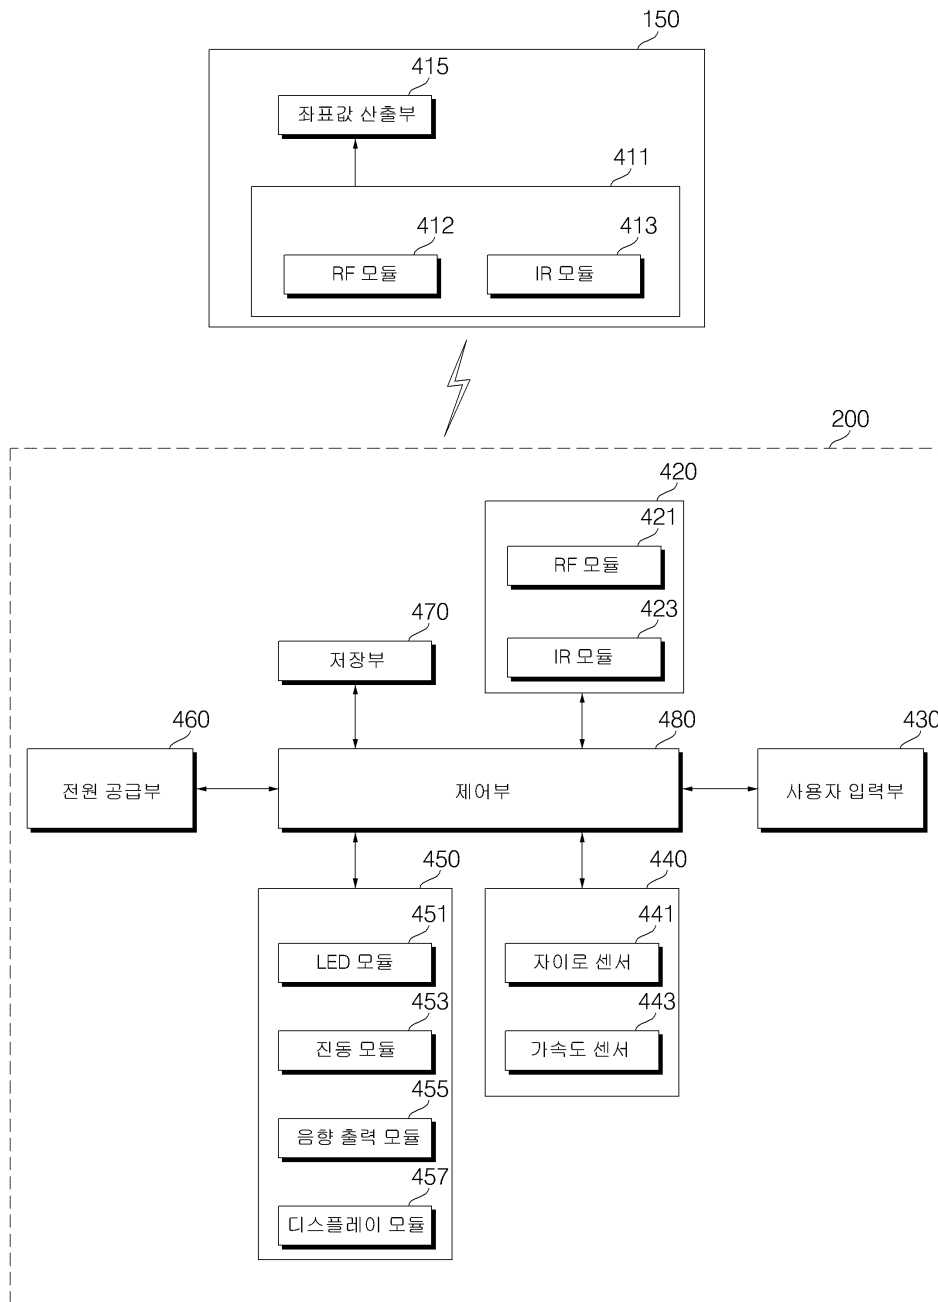 150
415
좌표값 산출부
411
412
413
RF 모듈
IR 모듈
200
420
421
RF 모듈
423
IR 모듈
470
저장부
460
480
430
전원 공급부
제어부
사용자 입력부
450
440
451
441
LED 모듈
자이로 센서
453
443
진동 모듈
가속도 센서
455
음향 출력 모듈
457
디스플레이 모듈